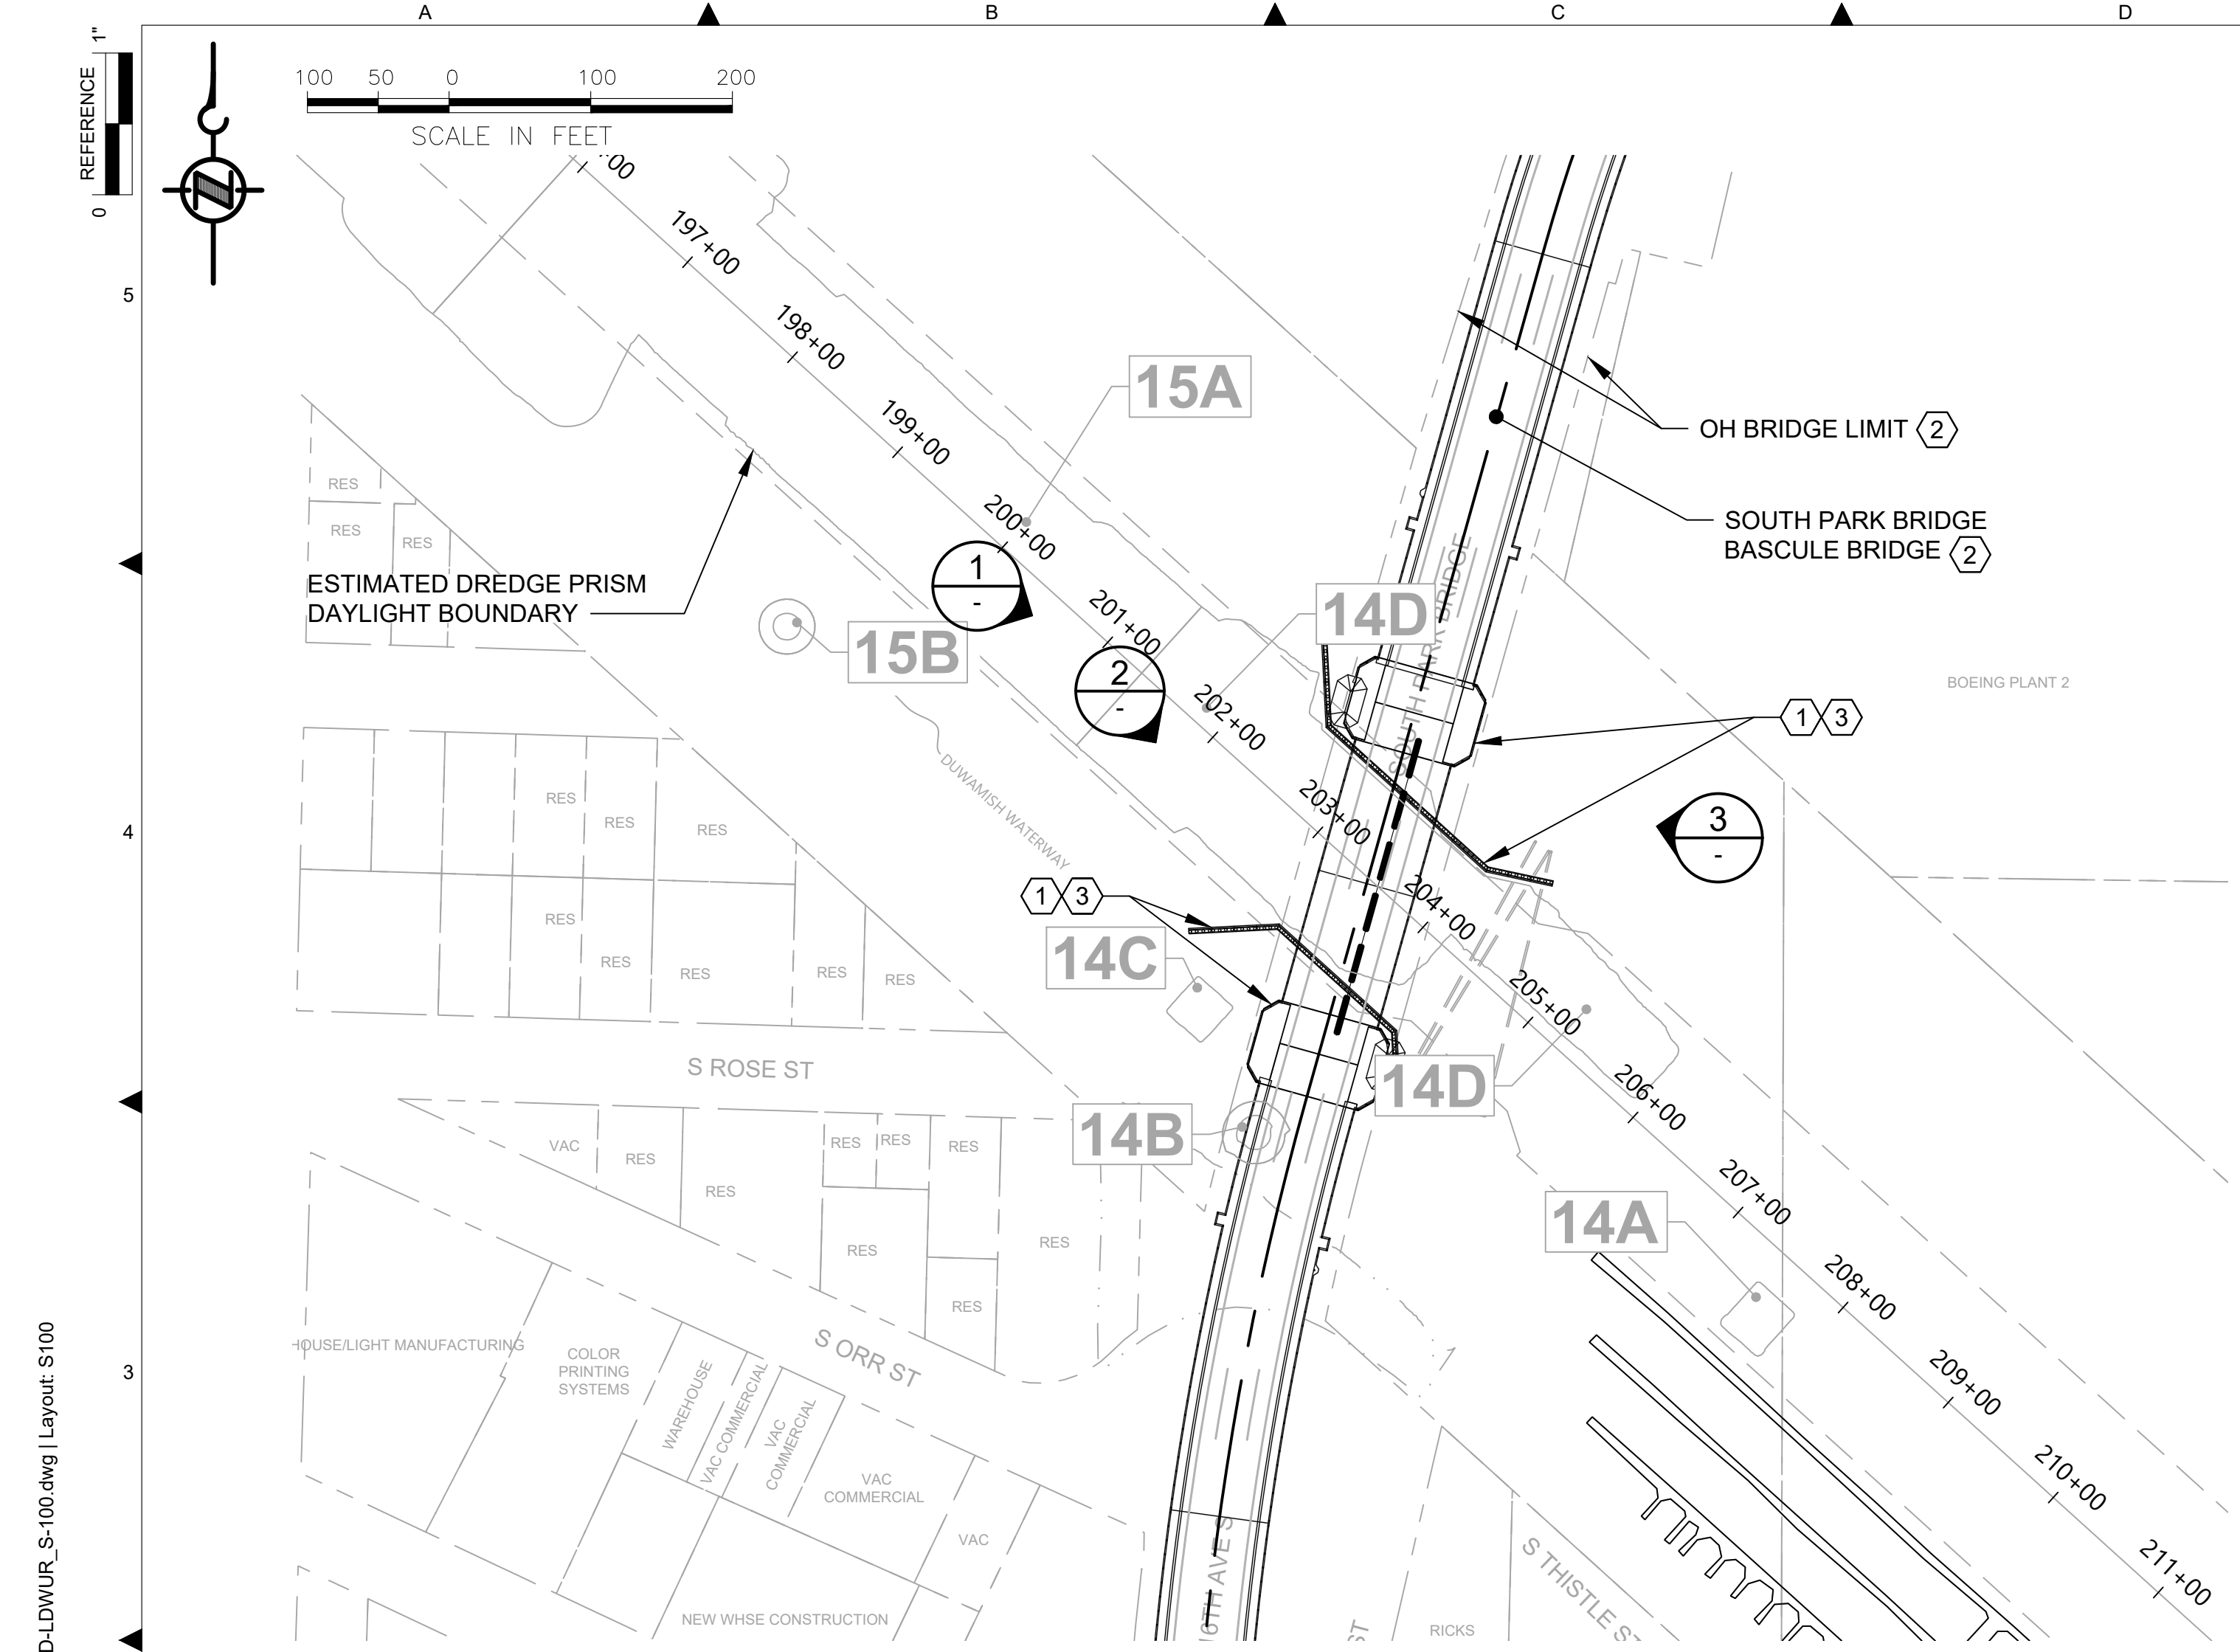 A
B
C
D
REFERENCE
0
1"
100 50 0 100 200
SCALE IN FEET
5
4
3
197+00
198+00
199+00
200+00
201+00
202+00
203+00
204+00
205+00
206+00
207+00
208+00
209+00
210+00
211+00
15A
OH BRIDGE LIMIT 2
SOUTH PARK BRIDGE
BASCULE BRIDGE 2
SOUTH PARK BRIDGE
RES
RES
RES
ESTIMATED DREDGE PRISM
DAYLIGHT BOUNDARY
1
-
14D
15B
2
-
BOEING PLANT 2
1 3
DUWAMISH WATERWAY
3
-
RES
RES
RES
1 3
14C
RES
RES
RES
RES
RES
S ROSE ST
14D
14B
VAC
RES
RES
RES
RES
RES
RES
RES
RES
14A
S ORR ST
HOUSE/LIGHT MANUFACTURING
COLOR
PRINTING
SYSTEMS
WAREHOUSE
VAC COMMERCIAL
VAC
COMMERCIAL
VAC
COMMERCIAL
VAC
NEW WHSE CONSTRUCTION
16TH AVE S
ST
RICKS
S THISTLE ST
D-LDWUR_S-100.dwg | Layout: S100